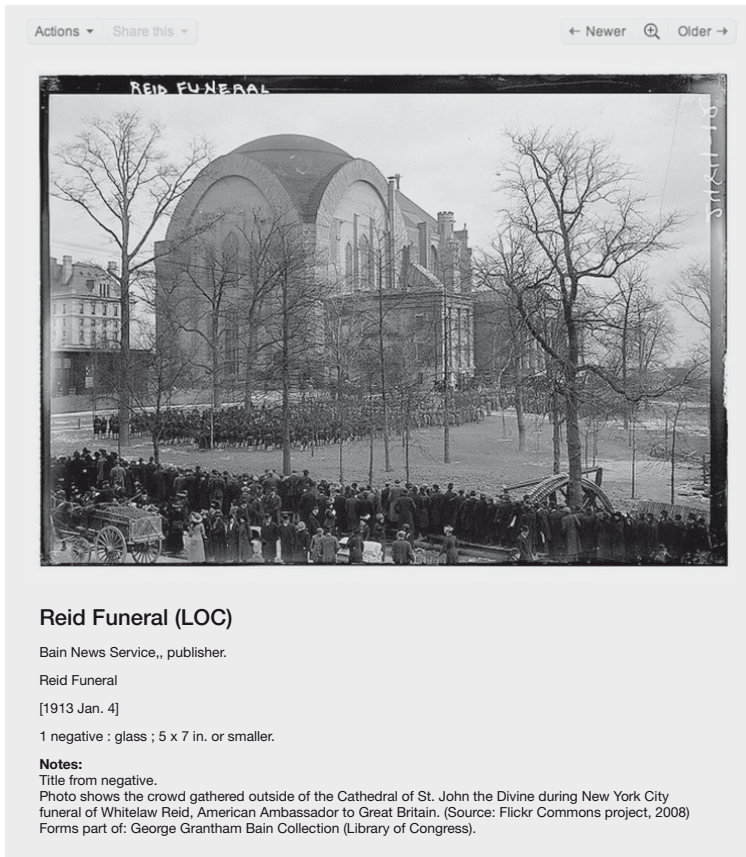 Actions ▾ Share this ▾ ← Newer Older →
REID FUNERAL
Reid Funeral (LOC)
Bain News Service,, publisher.
Reid Funeral
[1913 Jan. 4]
1 negative : glass ; 5 x 7 in. or smaller.
Notes:
Title from negative.
Photo shows the crowd gathered outside of the Cathedral of St. John the Divine during New York City
funeral of Whitelaw Reid, American Ambassador to Great Britain. (Source: Flickr Commons project, 2008)
Forms part of: George Grantham Bain Collection (Library of Congress).